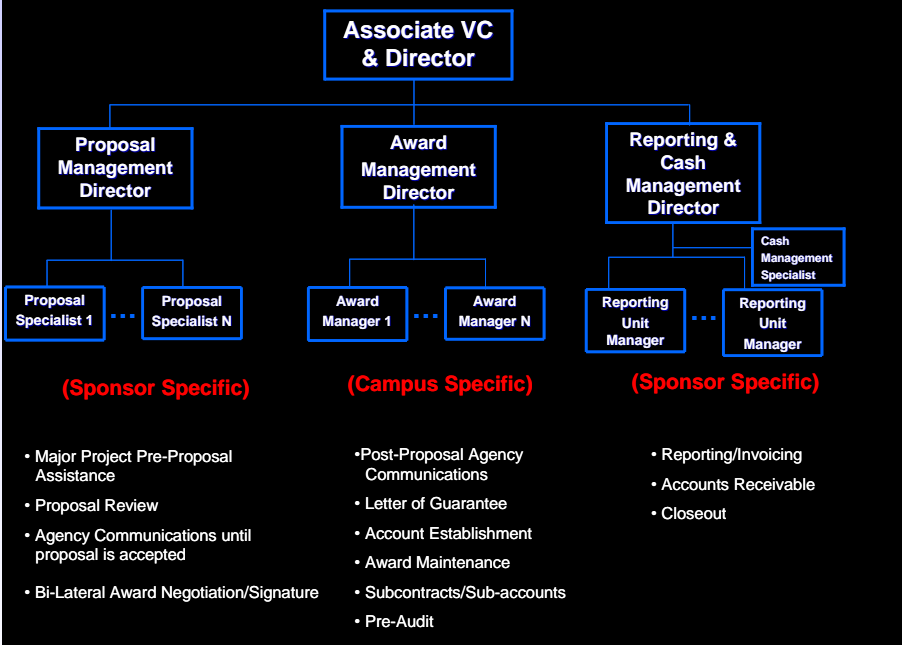 Associate VC
& Director
Proposal
Management
Director
Award
Management
Director
Reporting &
Cash
Management
Director
Cash
Management
Specialist
Proposal
Specialist 1
...
Proposal
Specialist N
Award
Manager 1
...
Award
Manager N
Reporting
Unit
Manager
...
Reporting
Unit
Manager
(Sponsor Specific)
(Campus Specific)
(Sponsor Specific)
• Major Project Pre-Proposal
Assistance
• Proposal Review
• Agency Communications until
proposal is accepted
• Bi-Lateral Award Negotiation/Signature
•Post-Proposal Agency
Communications
• Letter of Guarantee
• Account Establishment
• Award Maintenance
• Subcontracts/Sub-accounts
• Pre-Audit
• Reporting/Invoicing
• Accounts Receivable
• Closeout